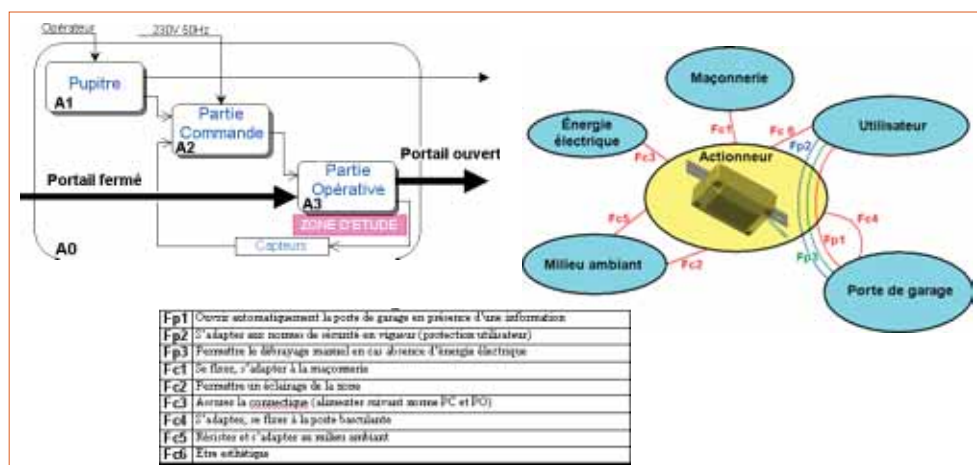 Opérateur
230V 50Hz
Pupitre
A1
Partie
Commande
A2
Portail fermé
Portail ouvert
Partie
Opérative
A3
ZONE D'ETUDE
Capteurs
A0
Maçonnerie
Énergie
électrique
Utilisateur
Actionneur
Milieu ambiant
Porte de garage
Fc1
Fc 6
Fp2
Fc3
Fc5
Fc2
Fc4
Fp1
Fp3
Fp1 Ouvrir automatiquement la porte de garage en présence d'une information
Fp2 S'adapter aux normes de sécurité en vigueur (protection utilisateur)
Fp3 Permettre le débrayage manuel en cas absence d'énergie électrique
Fc1 Se fixer, s'adapter à la maçonnerie
Fc2 Permettre un éclairage de la zone
Fc3 Assurer la connectique (alimenter suivant norme PC et PO)
Fc4 S'adapter, se fixer à la porte basculante
Fc5 Résister et s'adapter au milieu ambiant
Fc6 Etre esthétique